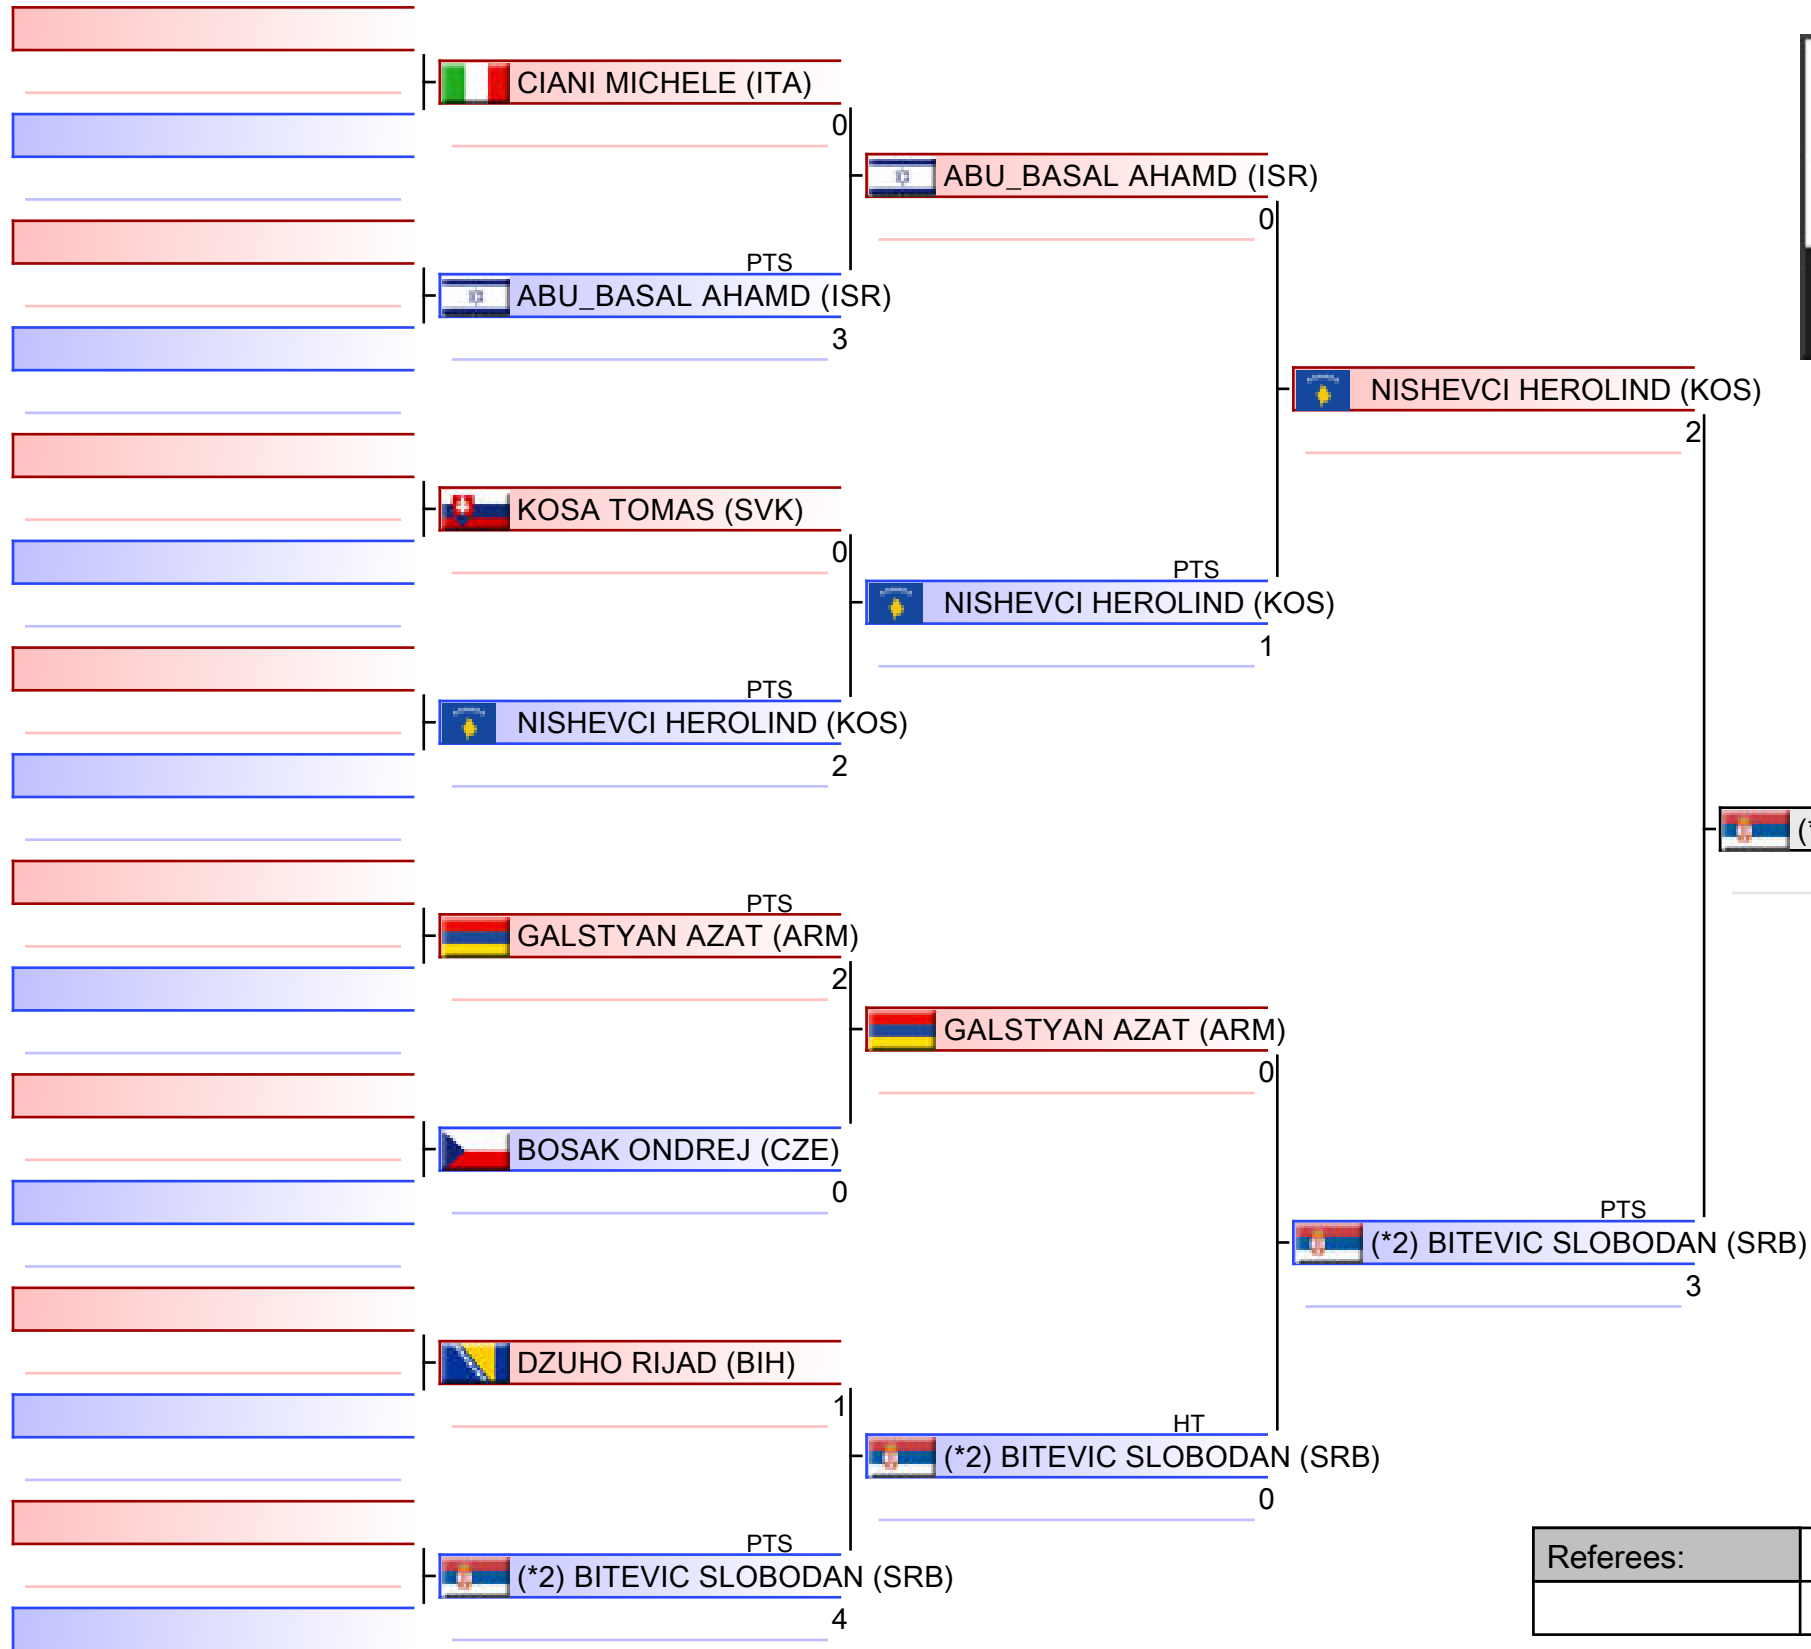 CIANI MICHELE (ITA)
0
ABU_BASAL AHAMD (ISR)
0
PTS
ABU_BASAL AHAMD (ISR)
3
NISHEVCI HEROLIND (KOS)
2
KOSA TOMAS (SVK)
0
PTS
NISHEVCI HEROLIND (KOS)
1
PTS
NISHEVCI HEROLIND (KOS)
2
(*
PTS
GALSTYAN AZAT (ARM)
2
GALSTYAN AZAT (ARM)
0
BOSAK ONDREJ (CZE)
0
PTS
(*2) BITEVIC SLOBODAN (SRB)
3
DZUHO RIJAD (BIH)
1
HT
(*2) BITEVIC SLOBODAN (SRB)
0
PTS
(*2) BITEVIC SLOBODAN (SRB)
4
Referees: